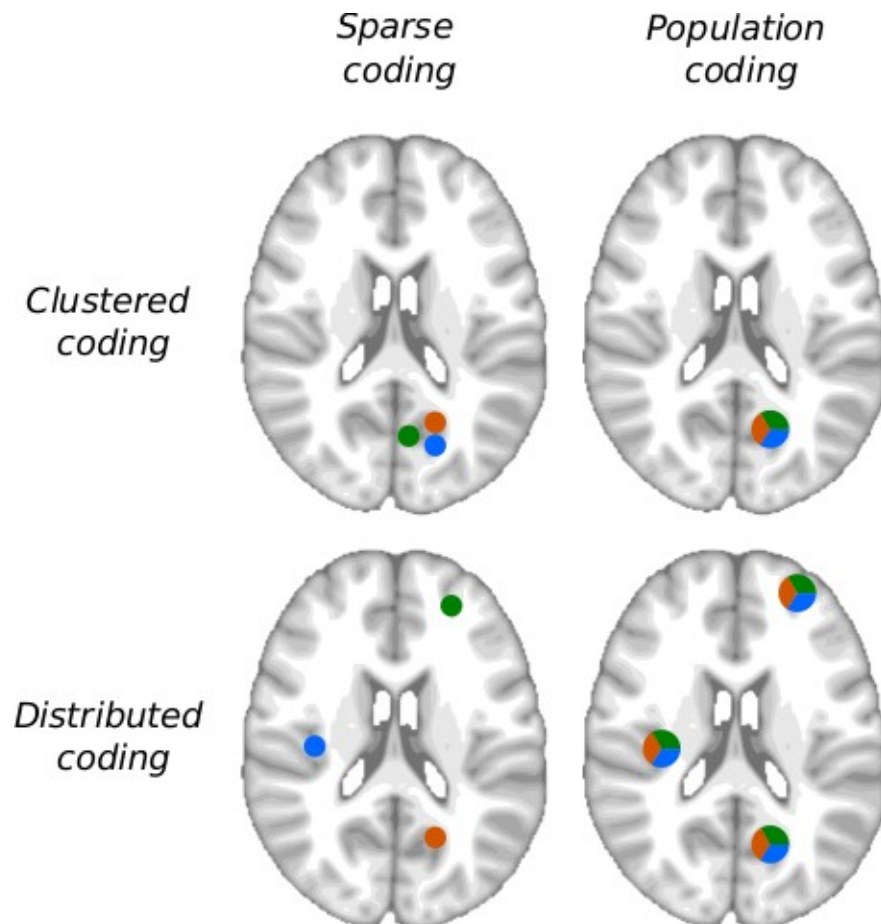 Sparse
coding
Population
coding
Clustered
coding
Distributed
coding